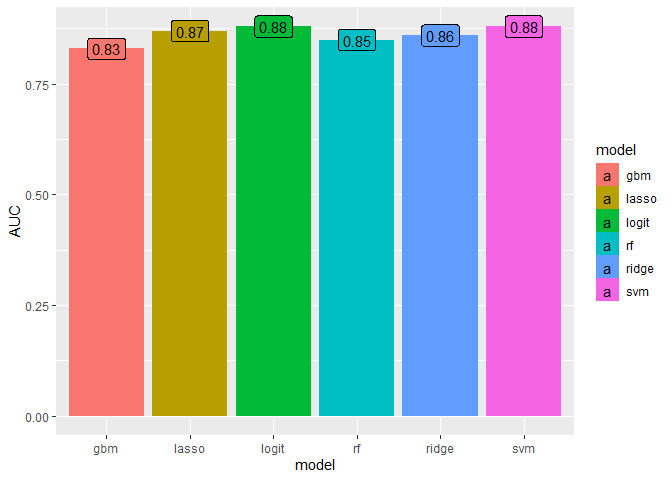 0.83
0.87
0.88
0.85
0.86
0.88
0.75
0.50
0.25
0.00
AUC
gbm lasso logit rf ridge svm
model
model
a gbm
a lasso
a logit
a rf
a ridge
a svm